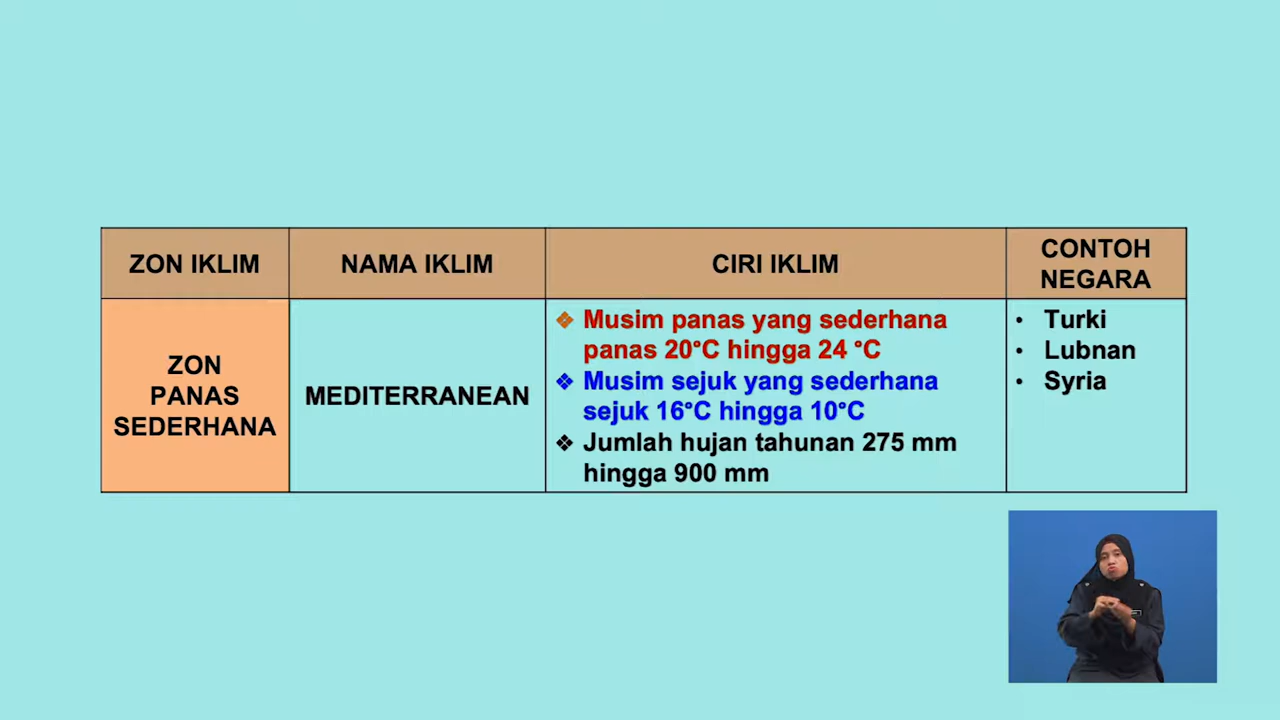 ZON IKLIM
NAMA IKLIM
CIRI IKLIM
CONTOH
NEGARA
ZON
PANAS
SEDERHANA
MEDITERRANEAN
❖ Musim panas yang sederhana
panas 20°C hingga 24 °C
❖ Musim sejuk yang sederhana
sejuk 16°C hingga 10°C
❖ Jumlah hujan tahunan 275 mm
hingga 900 mm
• Turki
• Lubnan
• Syria